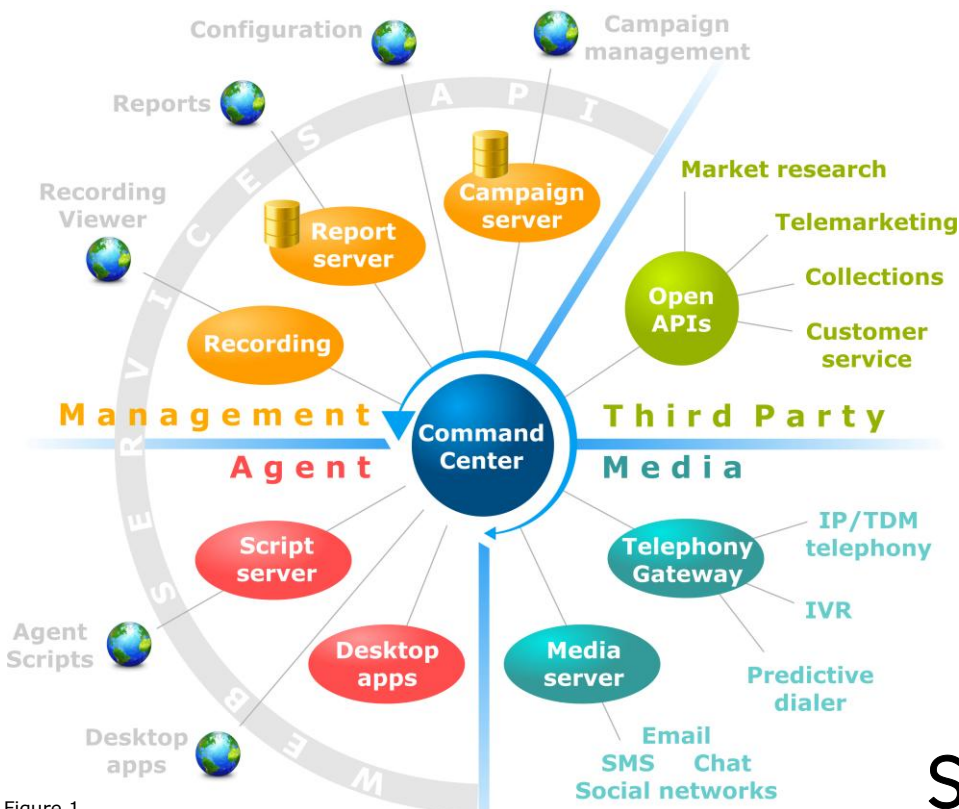 Configuration
Campaign
management
Reports
Recording
Viewer
WEB SERVICES API
Campaign
server
Report
server
Recording
Market research
Telemarketing
Open
APIs
Collections
Customer
service
Management
Third Party
Command
Center
Agent
Media
Script
server
Telephony
Gateway
IP/TDM
telephony
IVR
Agent
Scripts
Desktop
apps
Media
server
Predictive
dialer
Desktop
apps
Email
SMS Chat
Social networks
S
Figure 1